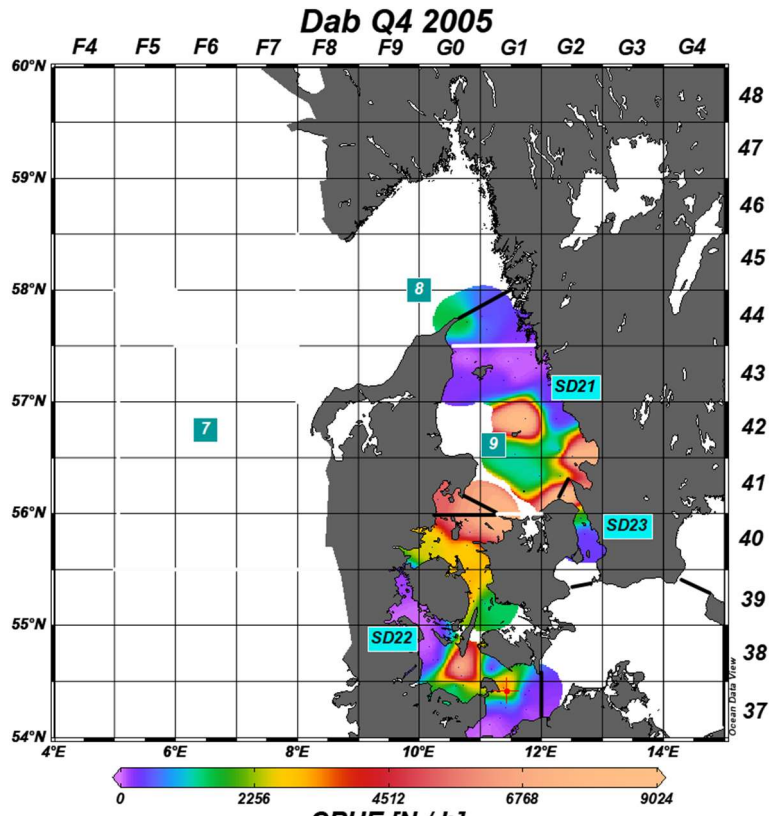 Dab Q4 2005
F4 F5 F6 F7 F8 F9 G0 G1 G2 G3 G4
60°N
48
47
59°N
46
45
58°N
8
44
43
57°N
SD21
7
9
42
41
56°N
SD23
40
39
55°N
SD22
38
37
54°N
4°E 6°E 8°E 10°E 12°E 14°E
Ocean Data View
0 2256 4512 6768 9024
CPUE [N / h]